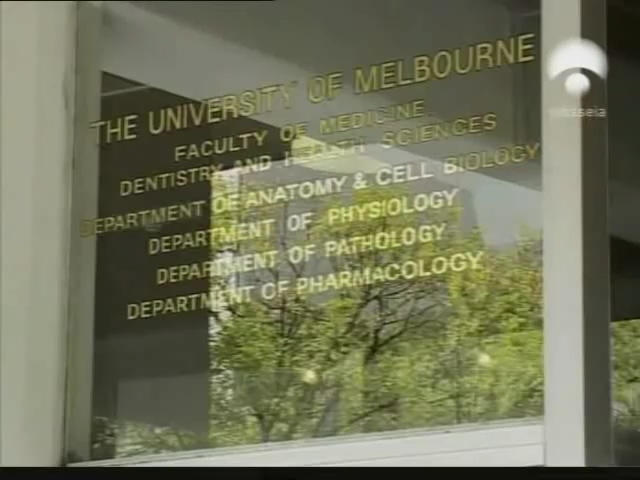 THE UNIVERSITY OF MELBOURNE
FACULTY OF MEDICINE
DENTISTRY AND HEALTH SCIENCES
DEPARTMENT OF ANATOMY & CELL BIOLOGY
DEPARTMENT OF PHYSIOLOGY
DEPARTMENT OF PATHOLOGY
DEPARTMENT OF PHARMACOLOGY